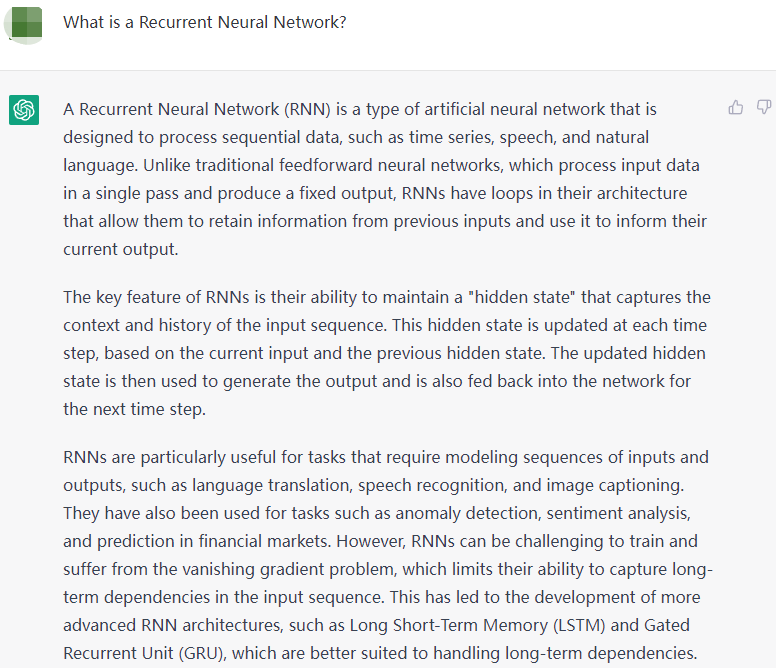 What is a Recurrent Neural Network?
A Recurrent Neural Network (RNN) is a type of artificial neural network that is
designed to process sequential data, such as time series, speech, and natural
language. Unlike traditional feedforward neural networks, which process input data
in a single pass and produce a fixed output, RNNs have loops in their architecture
that allow them to retain information from previous inputs and use it to inform their
current output.
The key feature of RNNs is their ability to maintain a "hidden state" that captures the
context and history of the input sequence. This hidden state is updated at each time
step, based on the current input and the previous hidden state. The updated hidden
state is then used to generate the output and is also fed back into the network for
the next time step.
RNNs are particularly useful for tasks that require modeling sequences of inputs and
outputs, such as language translation, speech recognition, and image captioning.
They have also been used for tasks such as anomaly detection, sentiment analysis,
and prediction in financial markets. However, RNNs can be challenging to train and
suffer from the vanishing gradient problem, which limits their ability to capture long-
term dependencies in the input sequence. This has led to the development of more
advanced RNN architectures, such as Long Short-Term Memory (LSTM) and Gated
Recurrent Unit (GRU), which are better suited to handling long-term dependencies.